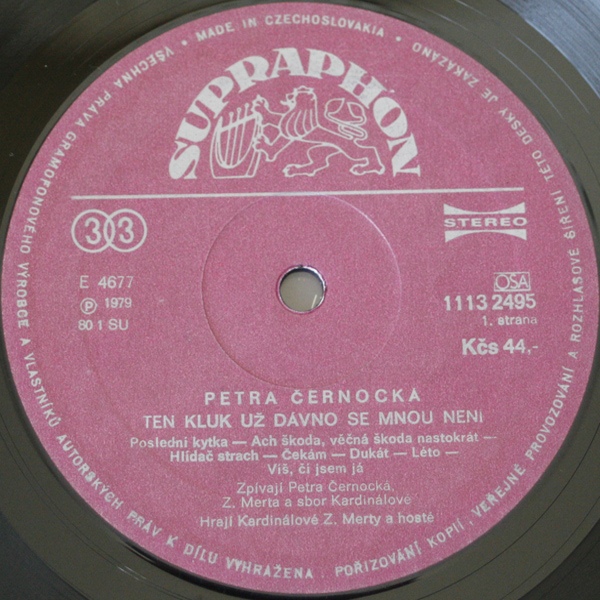 VŠECHNA PRÁVA GRAMOFONOVÉHO VÝROBCE A VLASTNÍKŮ AUTORSKÝCH PRÁV K DÍLU VYHRAŽENA · POŘIZOVÁNÍ KOPIÍ, VEŘEJNÉ PROVOZOVÁNÍ A ROZHLASOVÉ ŠÍŘENÍ TÉTO DESKY JE ZAKÁZÁNO
· MADE IN CZECHOSLOVAKIA ·
SUPRAPHON
33
STEREO
E 4677
℗ 1979
80 1 SU
OSA
1113 2495
1. strana
Kčs 44,-
PETRA ČERNOCKÁ
TEN KLUK UŽ DÁVNO SE MNOU NENÍ
Poslední kytka — Ach škoda, věčná škoda nastokrát —
Hlídač strach — Čekám — Dukát — Léto —
Víš, či jsem já
Zpívají Petra Černocká,
Z. Merta a sbor Kardinálové
Hrají Kardinálové Z. Merty a hosté